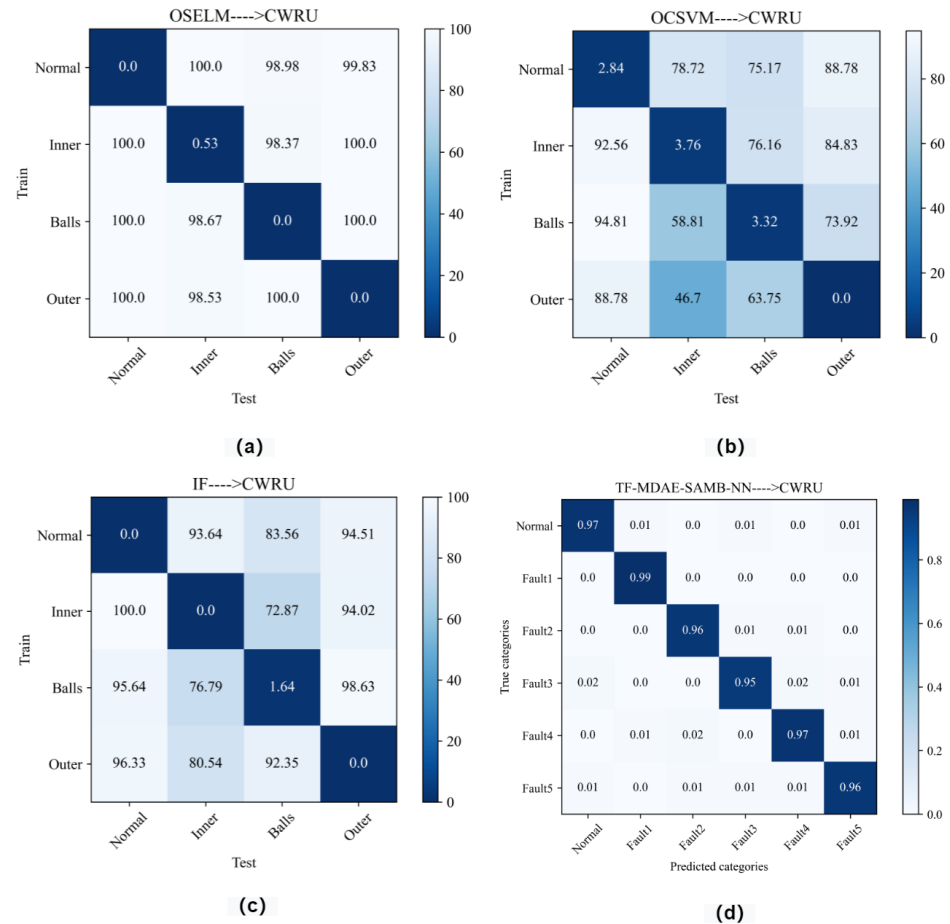 OSELM---->CWRU
Normal 0.0 100.0 98.98 99.83
Inner 100.0 0.53 98.37 100.0
Balls 100.0 98.67 0.0 100.0
Outer 100.0 98.53 100.0 0.0
Train
Normal Inner Balls Outer
Test
100
80
60
40
20
0
(a)
OCSVM---->CWRU
Normal 2.84 78.72 75.17 88.78
Inner 92.56 3.76 76.16 84.83
Balls 94.81 58.81 3.32 73.92
Outer 88.78 46.7 63.75 0.0
Train
Normal Inner Balls Outer
Test
80
60
40
20
0
(b)
IF---->CWRU
Normal 0.0 93.64 83.56 94.51
Inner 100.0 0.0 72.87 94.02
Balls 95.64 76.79 1.64 98.63
Outer 96.33 80.54 92.35 0.0
Train
Normal Inner Balls Outer
Test
100
80
60
40
20
0
(c)
TF-MDAE-SAMB-NN---->CWRU
Normal 0.97 0.01 0.0 0.01 0.0 0.01
Fault1 0.0 0.99 0.0 0.0 0.0 0.0
Fault2 0.0 0.0 0.96 0.01 0.01 0.0
Fault3 0.02 0.0 0.0 0.95 0.02 0.01
Fault4 0.0 0.01 0.02 0.0 0.97 0.01
Fault5 0.01 0.0 0.01 0.01 0.01 0.96
True categories
Normal Fault1 Fault2 Fault3 Fault4 Fault5
Predicted categories
0.8
0.6
0.4
0.2
0.0
(d)